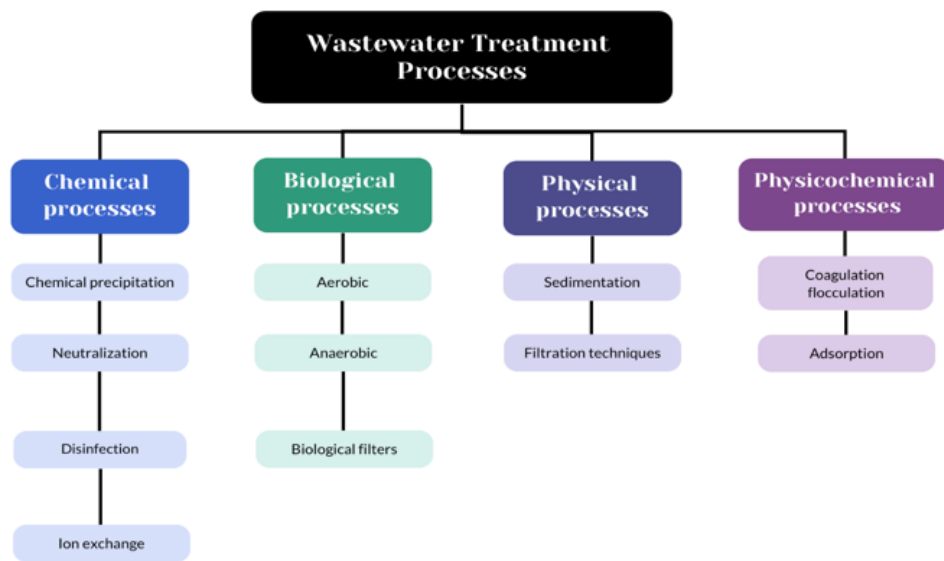 Wastewater Treatment
Processes
Chemical
processes
Biological
processes
Physical
processes
Physicochemical
processes
Chemical precipitation
Neutralization
Disinfection
Ion exchange
Aerobic
Anaerobic
Biological filters
Sedimentation
Filtration techniques
Coagulation
flocculation
Adsorption